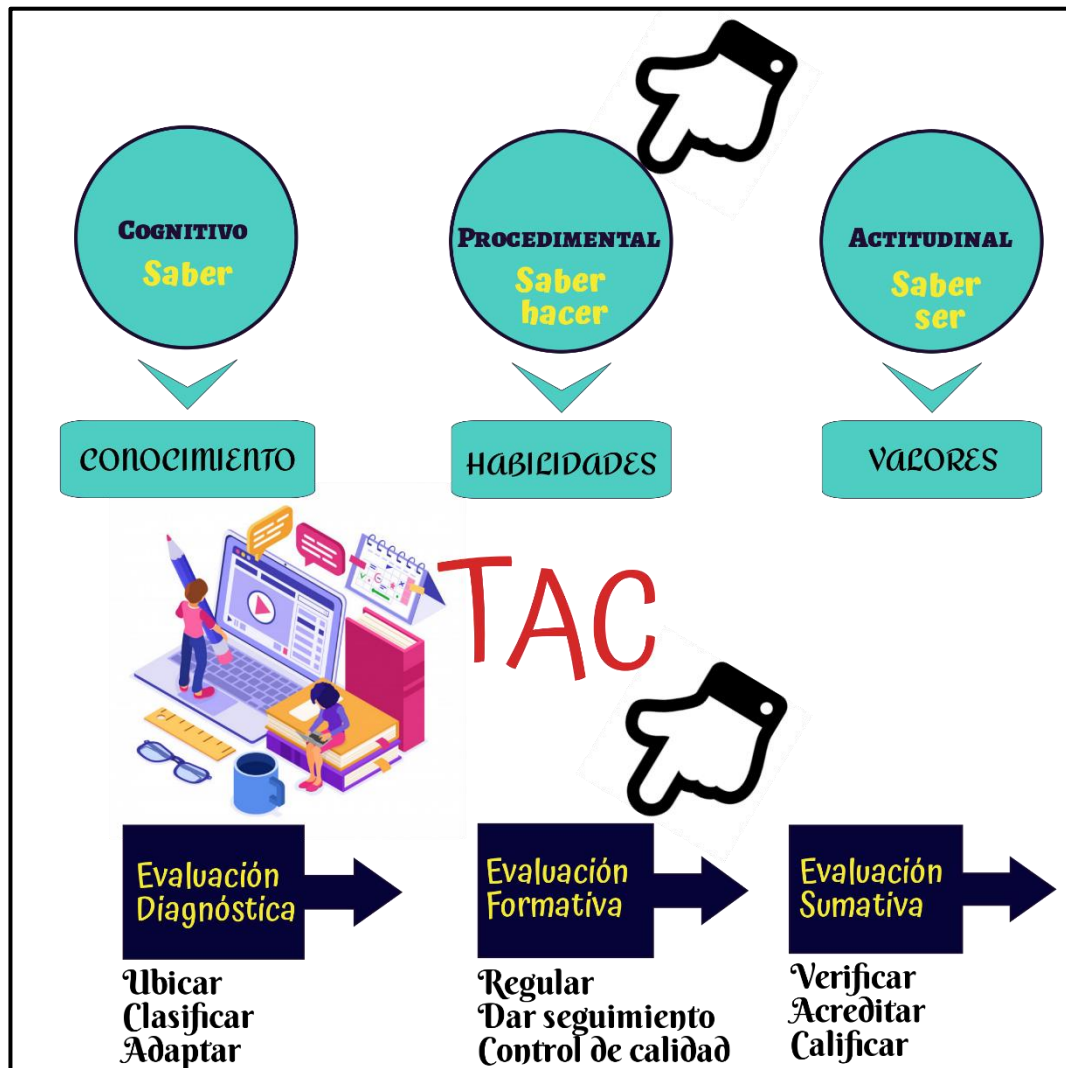 COGNITIVO
Saber
PROCEDIMENTAL
Saber
hacer
ACTITUDINAL
Saber
ser
CONOCIMIENTO
HABILIDADES
VALORES
TAC
Evaluación
Diagnóstica
Ubicar
Clasificar
Adaptar
Evaluación
Formativa
Regular
Dar seguimiento
Control de calidad
Evaluación
Sumativa
Verificar
Acreditar
Calificar